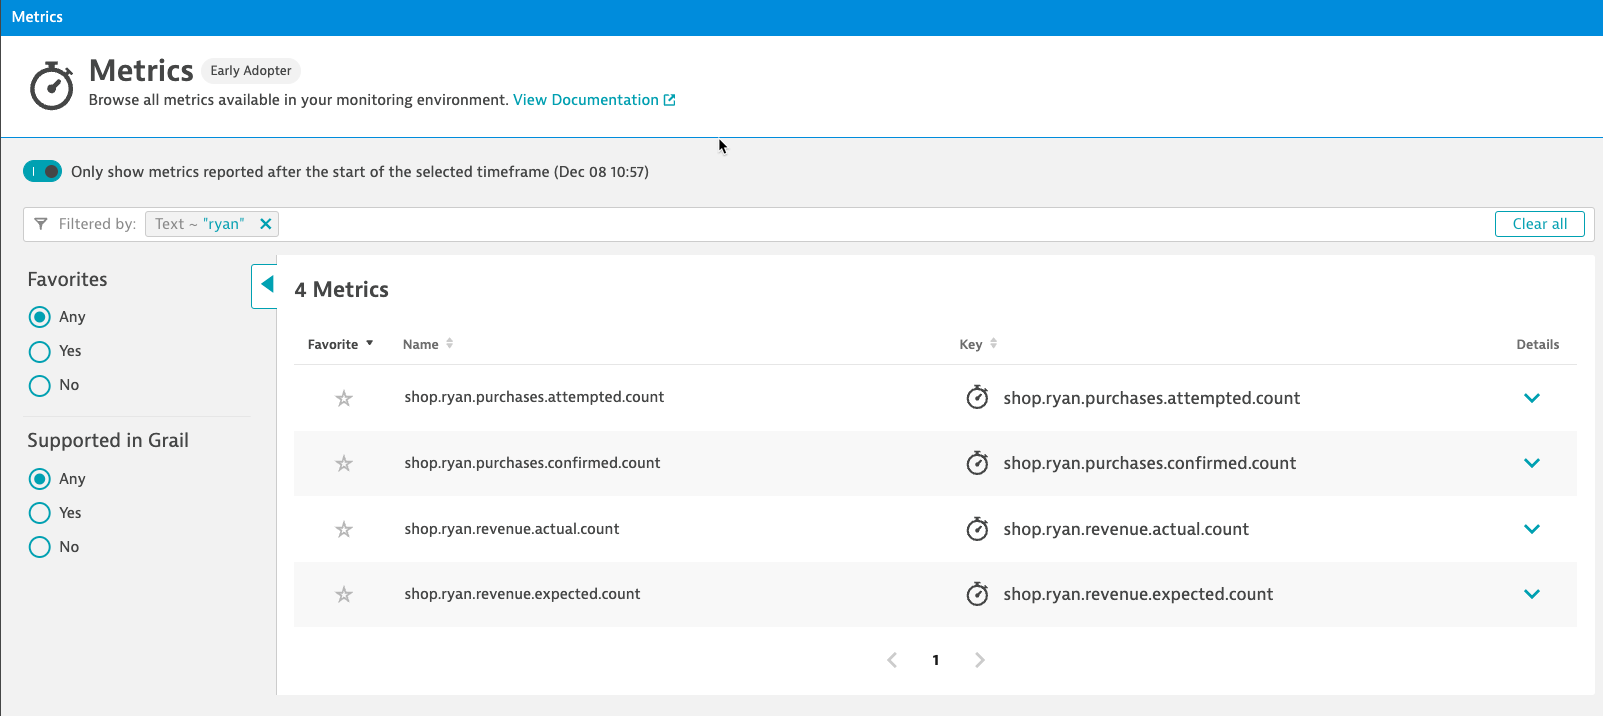 Metrics
Metrics Early Adopter
Browse all metrics available in your monitoring environment. View Documentation
Only show metrics reported after the start of the selected timeframe (Dec 08 10:57)
Filtered by: Text ~ "ryan" Clear all
Favorites
Any
Yes
No
Supported in Grail
Any
Yes
No
4 Metrics
Favorite Name Key Details
shop.ryan.purchases.attempted.count shop.ryan.purchases.attempted.count
shop.ryan.purchases.confirmed.count shop.ryan.purchases.confirmed.count
shop.ryan.revenue.actual.count shop.ryan.revenue.actual.count
shop.ryan.revenue.expected.count shop.ryan.revenue.expected.count
1